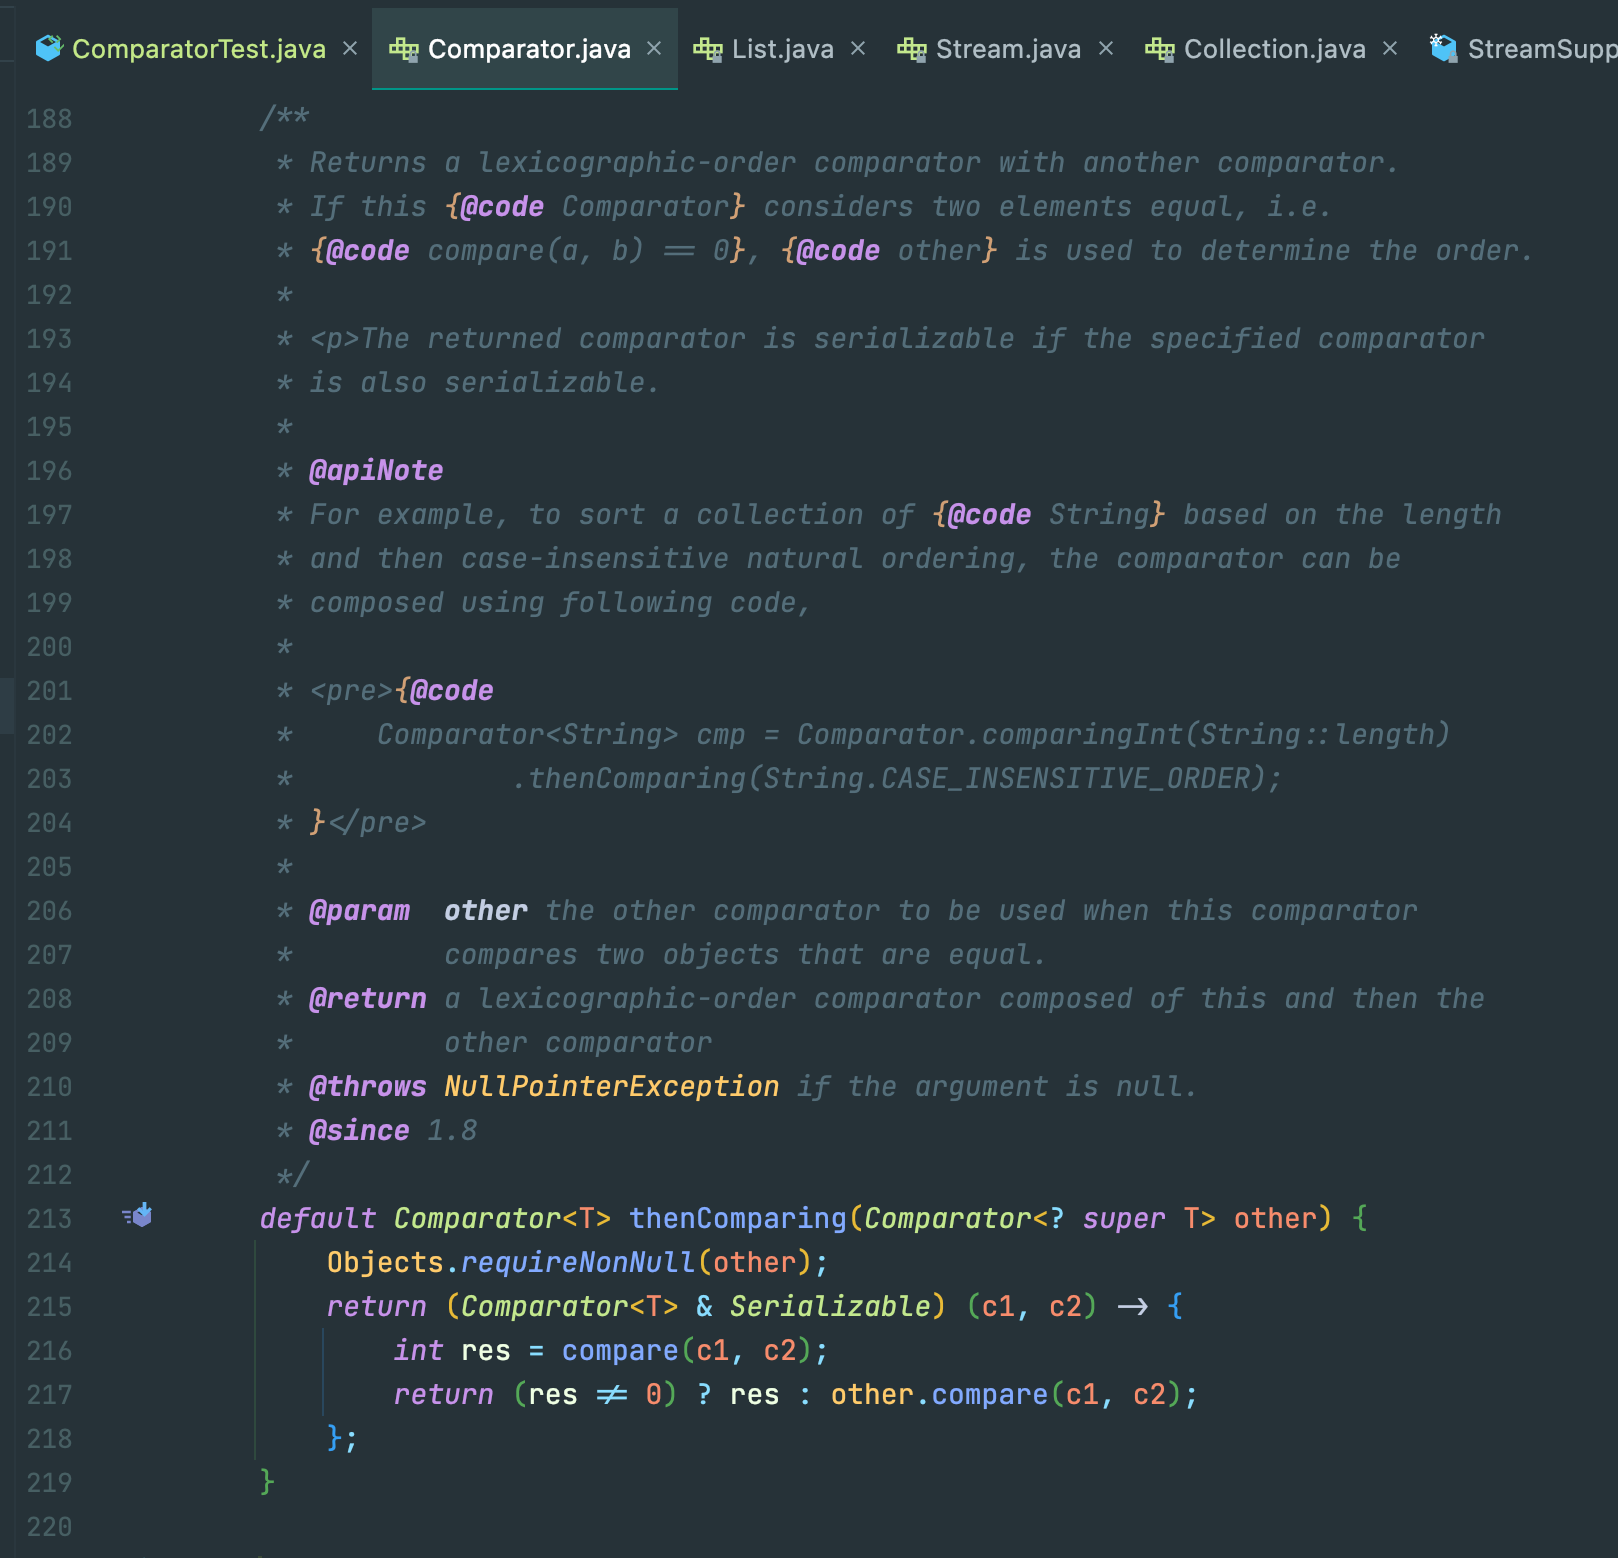 ComparatorTest.java × Comparator.java × List.java × Stream.java × Collection.java × StreamSupp
188 /**
189 * Returns a lexicographic-order comparator with another comparator.
190 * If this {@code Comparator} considers two elements equal, i.e.
191 * {@code compare(a, b) == 0}, {@code other} is used to determine the order.
192 *
193 * <p>The returned comparator is serializable if the specified comparator
194 * is also serializable.
195 *
196 * @apiNote
197 * For example, to sort a collection of {@code String} based on the length
198 * and then case-insensitive natural ordering, the comparator can be
199 * composed using following code,
200 *
201 * <pre>{@code
202 *     Comparator<String> cmp = Comparator.comparingInt(String::length)
203 *             .thenComparing(String.CASE_INSENSITIVE_ORDER);
204 * }</pre>
205 *
206 * @param  other the other comparator to be used when this comparator
207 *         compares two objects that are equal.
208 * @return a lexicographic-order comparator composed of this and then the
209 *         other comparator
210 * @throws NullPointerException if the argument is null.
211 * @since 1.8
212 */
213 default Comparator<T> thenComparing(Comparator<? super T> other) {
214     Objects.requireNonNull(other);
215     return (Comparator<T> & Serializable) (c1, c2) -> {
216         int res = compare(c1, c2);
217         return (res != 0) ? res : other.compare(c1, c2);
218     };
219 }
220